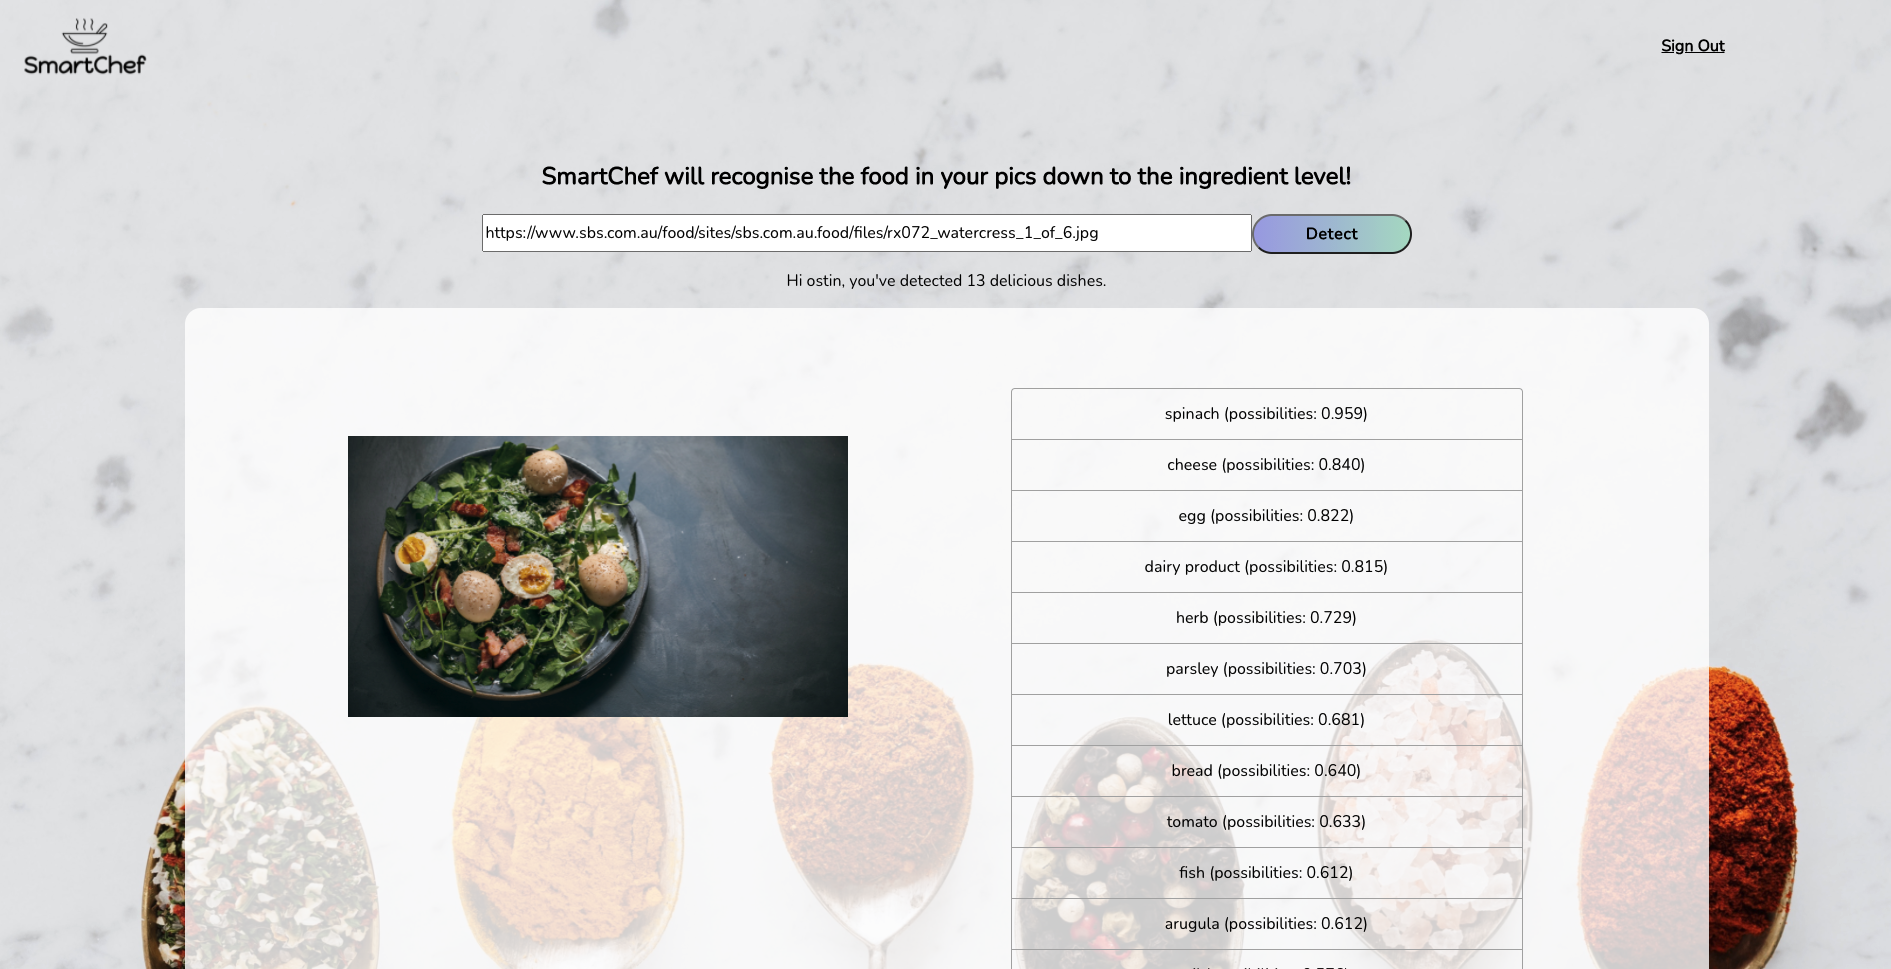 SmartChef
Sign Out
SmartChef will recognise the food in your pics down to the ingredient level!
https://www.sbs.com.au/food/sites/sbs.com.au.food/files/rx072_watercress_1_of_6.jpg
Detect
Hi ostin, you've detected 13 delicious dishes.
spinach (possibilities: 0.959)
cheese (possibilities: 0.840)
egg (possibilities: 0.822)
dairy product (possibilities: 0.815)
herb (possibilities: 0.729)
parsley (possibilities: 0.703)
lettuce (possibilities: 0.681)
bread (possibilities: 0.640)
tomato (possibilities: 0.633)
fish (possibilities: 0.612)
arugula (possibilities: 0.612)